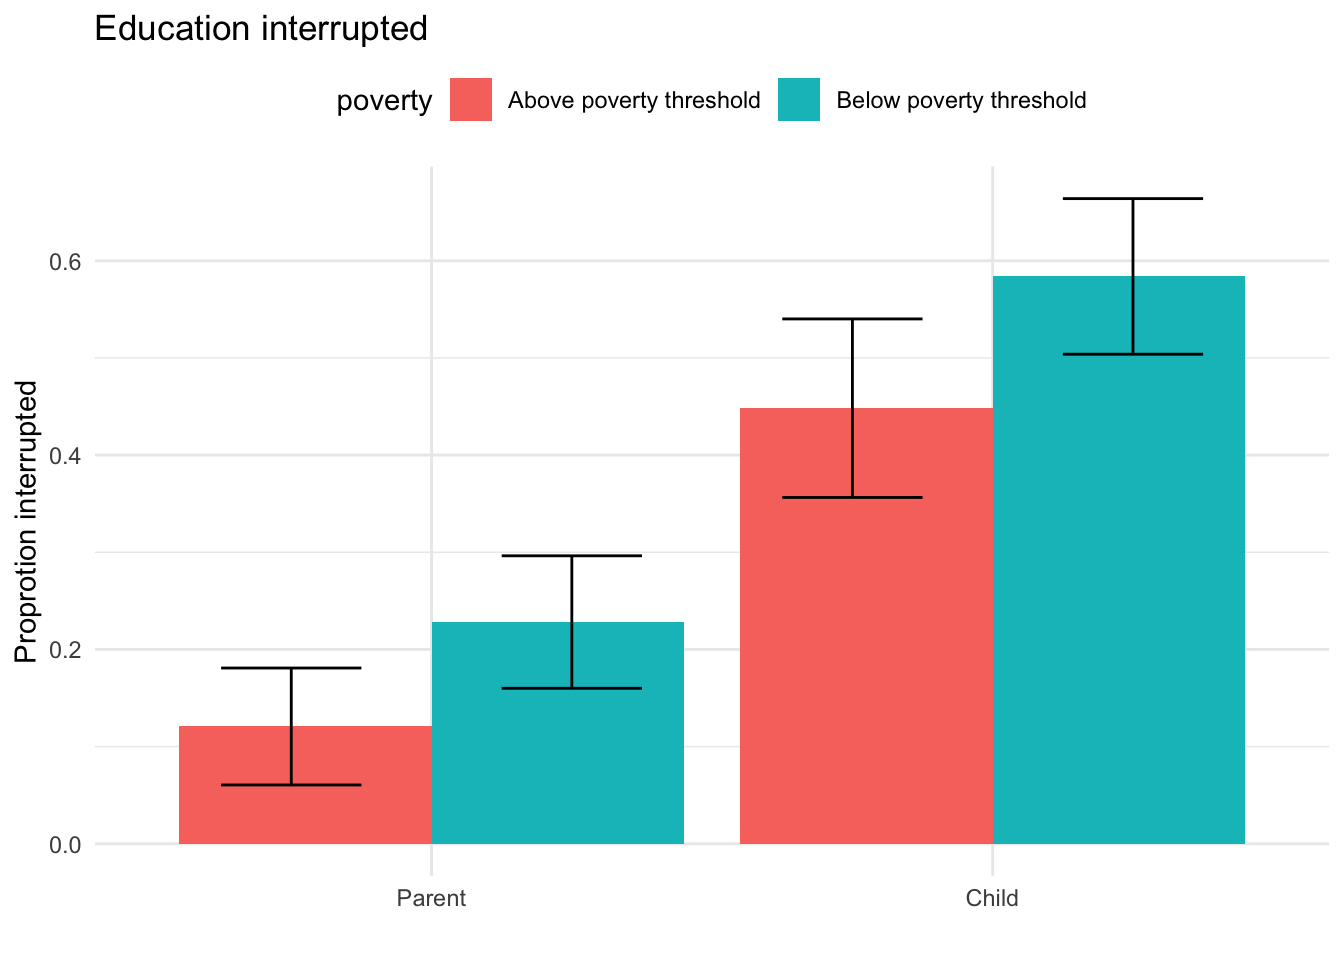 Education interrupted
poverty Above poverty threshold Below poverty threshold
Proprotion interrupted
0.6
0.4
0.2
0.0
Parent Child